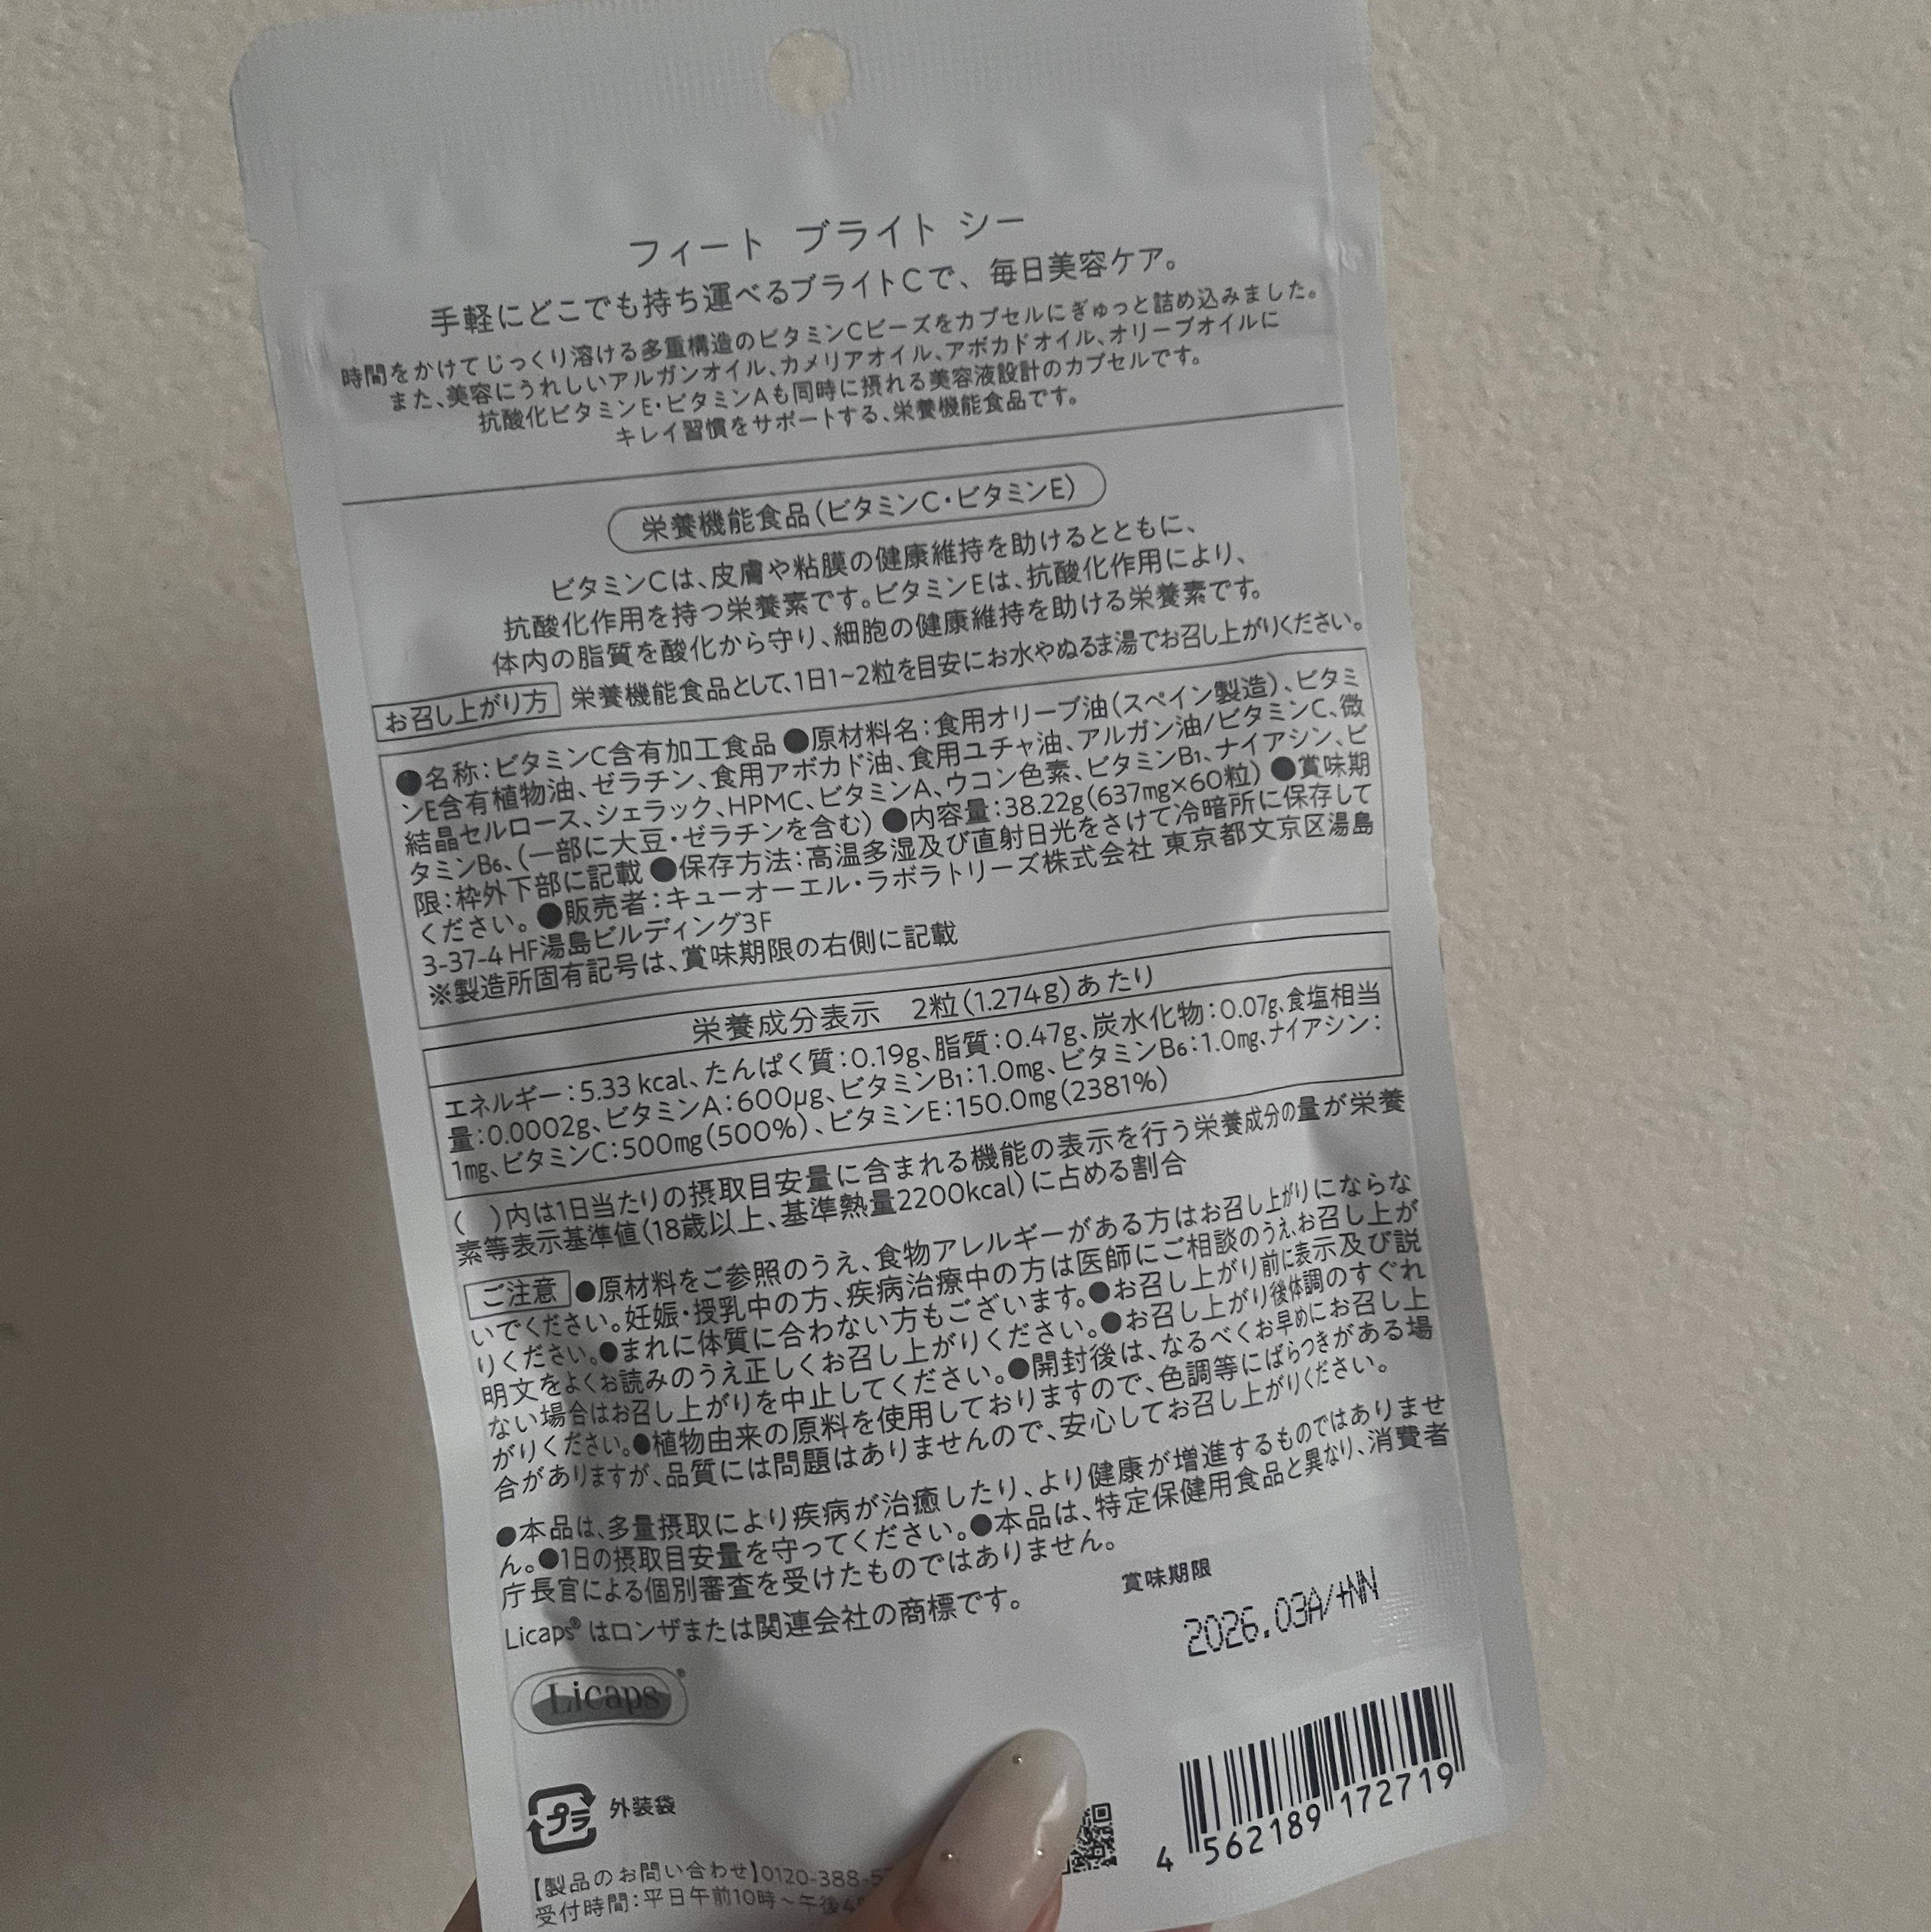 フィート ブライト シー
手軽にどこでも持ち運べるブライトCで、毎日美容ケア。
時間をかけてじっくり溶ける多重構造のビタミンCビーズをカプセルにぎゅっと詰め込みました。
また、美容にうれしいアルガンオイル、カメリアオイル、アボカドオイル、オリーブオイルに
抗酸化ビタミンE・ビタミンAも同時に摂れる美容液設計のカプセルです。
キレイ習慣をサポートする、栄養機能食品です。
栄養機能食品(ビタミンC・ビタミンE)
ビタミンCは、皮膚や粘膜の健康維持を助けるとともに、
抗酸化作用を持つ栄養素です。ビタミンEは、抗酸化作用により、
体内の脂質を酸化から守り、細胞の健康維持を助ける栄養素です。
お召し上がり方 栄養機能食品として、1日1~2粒を目安にお水やぬるま湯でお召し上がりください。
●名称:ビタミンC含有加工食品 ●原材料名:食用オリーブ油(スペイン製造)、ビタミ
ンE含有植物油、ゼラチン、食用アボカド油、食用ユチャ油、アルガン油/ビタミンC、微
結晶セルロース、シェラック、HPMC、ビタミンA、ウコン色素、ビタミンB₁、ナイアシン、ビ
タミンB₆、(一部に大豆・ゼラチンを含む) ●内容量:38.22g(637mg×60粒) ●賞味期
限:枠外下部に記載 ●保存方法:高温多湿及び直射日光をさけて冷暗所に保存して
ください。●販売者:キューオーエル・ラボラトリーズ株式会社 東京都文京区湯島
3-37-4 HF湯島ビルディング3F
※製造所固有記号は、賞味期限の右側に記載
栄養成分表示 2粒(1.274g)あたり
エネルギー:5.33 kcal、たんぱく質:0.19g、脂質:0.47g、炭水化物:0.07g、食塩相当
量:0.0002g、ビタミンA:600μg、ビタミンB₁:1.0mg、ビタミンB₆:1.0mg、ナイアシン:
1mg、ビタミンC:500mg(500%)、ビタミンE:150.0mg(2381%)
( )内は1日当たりの摂取目安量に含まれる機能の表示を行う栄養成分の量が栄養
素等表示基準値(18歳以上、基準熱量2200kcal)に占める割合
ご注意 ●原材料をご参照のうえ、食物アレルギーがある方はお召し上がりにならな
いでください。妊娠・授乳中の方、疾病治療中の方は医師にご相談のうえ、お召し上が
りください。●まれに体質に合わない方もございます。●お召し上がり前に表示及び説
明文をよくお読みのうえ正しくお召し上がりください。●お召し上がり後体調のすぐれ
ない場合はお召し上がりを中止してください。●開封後は、なるべくお早めにお召し上
がりください。●植物由来の原料を使用しておりますので、色調等にばらつきがある場
合がありますが、品質には問題はありませんので、安心してお召し上がりください。
●本品は、多量摂取により疾病が治癒したり、より健康が増進するものではありませ
ん。●1日の摂取目安量を守ってください。●本品は、特定保健用食品と異なり、消費者
庁長官による個別審査を受けたものではありません。
Licaps® はロンザまたは関連会社の商標です。
賞味期限
2026.03A/+NN
Licaps®
プラ 外装袋
4 562189 172719
【製品のお問い合わせ】0120-388-5
受付時間:平日午前10時~午後4